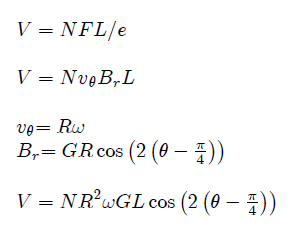 V = NFL/e
V = Nv_θB_rL
v_θ= Rω
B_r= GR cos (2 (θ − π/4))
V = NR²ωGL cos (2 (θ − π/4))